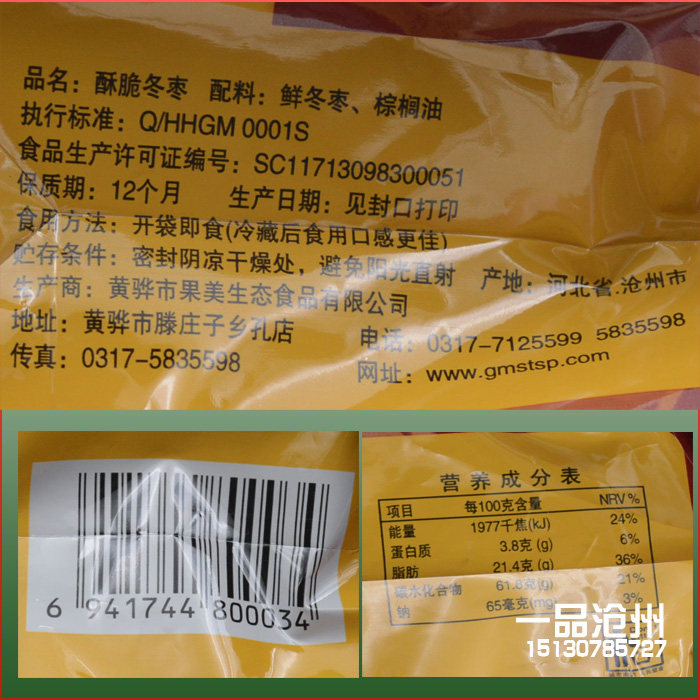 品名：酥脆冬枣 配料：鲜冬枣、棕榈油
执行标准：Q/HHGM 0001S
食品生产许可证编号：SC11713098300051
保质期：12个月 生产日期：见封口打印
食用方法：开袋即食(冷藏后食用口感更佳)
贮存条件：密封阴凉干燥处，避免阳光直射 产地：河北省.沧州市
生产商：黄骅市果美生态食品有限公司
地址：黄骅市滕庄子乡孔店 电话：0317-7125599 5835598
传真：0317-5835598 网址：www.gmstsp.com
6 941744 800034
营养成分表
项目 每100克含量 NRV%
能量 1977千焦(kJ) 24%
蛋白质 3.8克(g) 6%
脂肪 21.4克(g) 36%
碳水化合物 61.8克(g) 21%
钠 65毫克(mg) 3%
一品沧州
15130785727